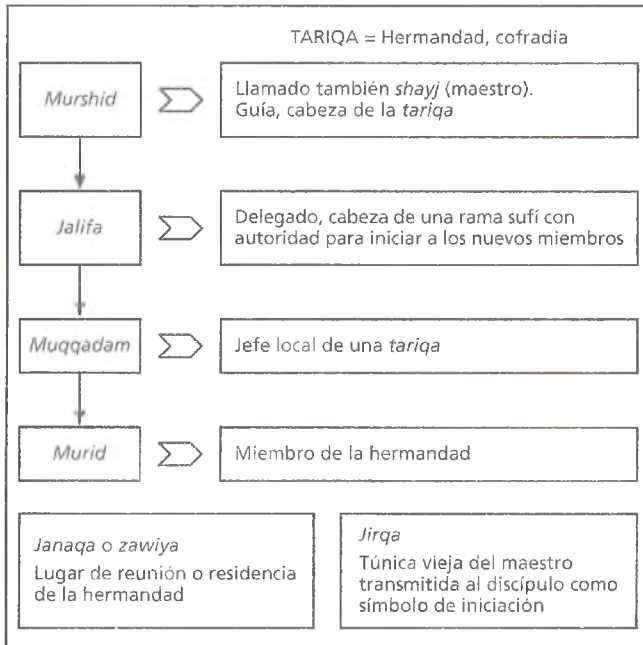 TARIQA = Hermandad, cofradia
Murshid
Llamado también shayj (maestro).
Guía, cabeza de la tariqa
Jalifa
Delegado, cabeza de una rama sufí con
autoridad para iniciar a los nuevos miembros
Muqqadam
Jefe local de una tariqa
Murid
Miembro de la hermandad
Janaqa o zawiya
Lugar de reunión o residencia
de la hermandad
Jirqa
Túnica vieja del maestro
transmitida al discípulo como
símbolo de iniciación